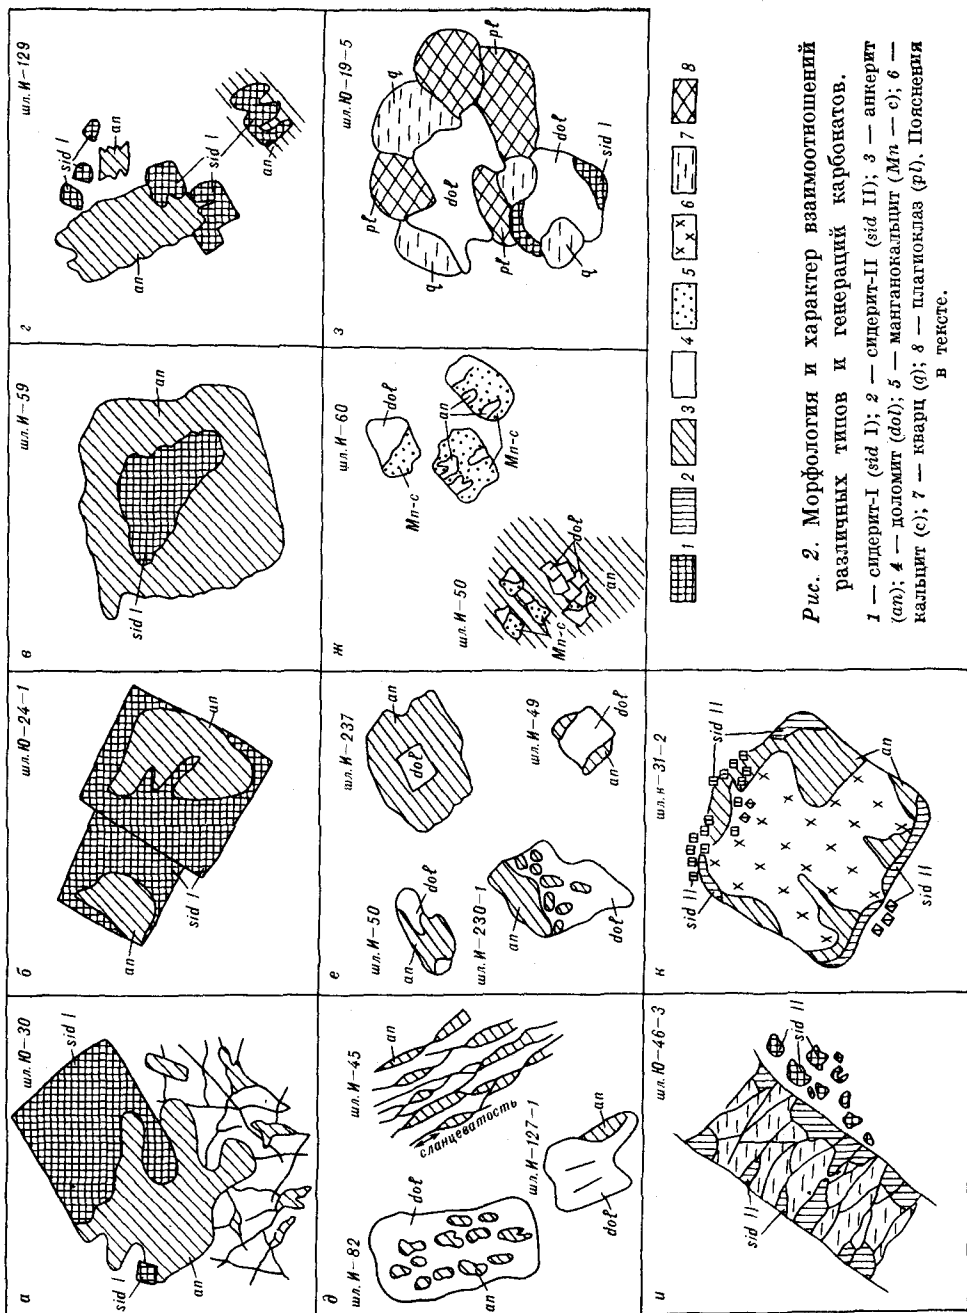 а
шл. Ю-30
sid I
sid I
an
б
шл. Ю-24-1
an
an
sid I
в
шл. И-59
an
sid I
г
шл. И-129
sid I
an
an
sid I
an
д
шл. И-82
шл. И-45
dol
an
сланцеватость
шл. И-127-1
an
an
dol
е
шл. И-237
an
dol
шл. И-50
dol
an
шл. И-49
dol
an
шл. И-230-1
an
dol
ж
шл. И-60
dol
Mn-c
an
Mn-c
шл. И-50
dol
an
Mn-c
з
шл. Ю-19-5
pl
q
pl
q
dol
pl
dol
sid I
q
и
шл. Ю-46-3
sid II
sid II
к
шл. н-31-2
sid II
sid II
an
sid II
1 2 3 4 5 6 7 8
Рис. 2. Морфология и характер взаимоотношений
различных типов и генераций карбонатов.
1 — сидерит-I (sid I); 2 — сидерит-II (sid II); 3 — анкерит
(an); 4 — доломит (dol); 5 — манганокальцит (Mn — c); 6 —
кальцит (c); 7 — кварц (q); 8 — плагиоклаз (pl). Пояснения
в тексте.